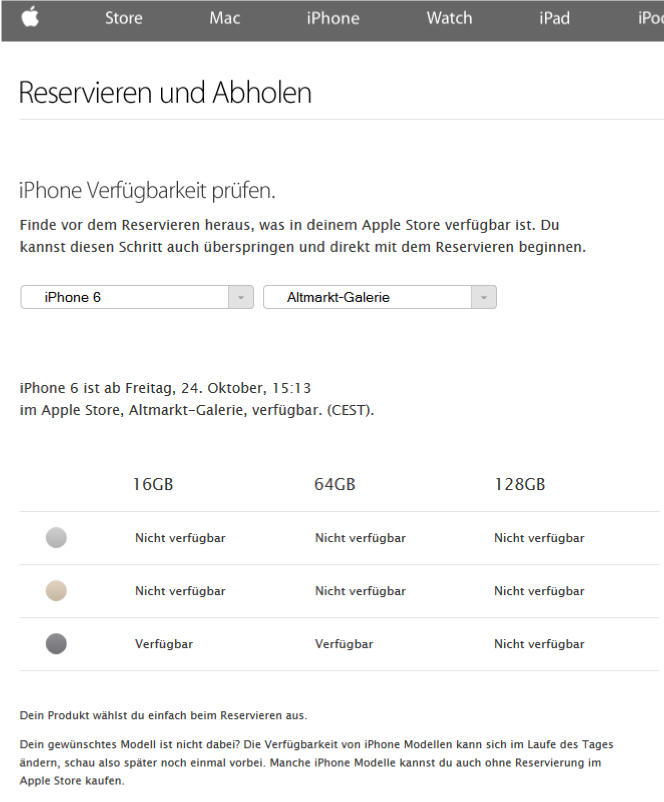 Store Mac iPhone Watch iPad iPod
Reservieren und Abholen
iPhone Verfügbarkeit prüfen.
Finde vor dem Reservieren heraus, was in deinem Apple Store verfügbar ist. Du
kannst diesen Schritt auch überspringen und direkt mit dem Reservieren beginnen.
iPhone 6 Altmarkt-Galerie
iPhone 6 ist ab Freitag, 24. Oktober, 15:13
im Apple Store, Altmarkt-Galerie, verfügbar. (CEST).
16GB 64GB 128GB
Nicht verfügbar Nicht verfügbar Nicht verfügbar
Nicht verfügbar Nicht verfügbar Nicht verfügbar
Verfügbar Verfügbar Nicht verfügbar
Dein Produkt wählst du einfach beim Reservieren aus.
Dein gewünschtes Modell ist nicht dabei? Die Verfügbarkeit von iPhone Modellen kann sich im Laufe des Tages
ändern, schau also später noch einmal vorbei. Manche iPhone Modelle kannst du auch ohne Reservierung im
Apple Store kaufen.